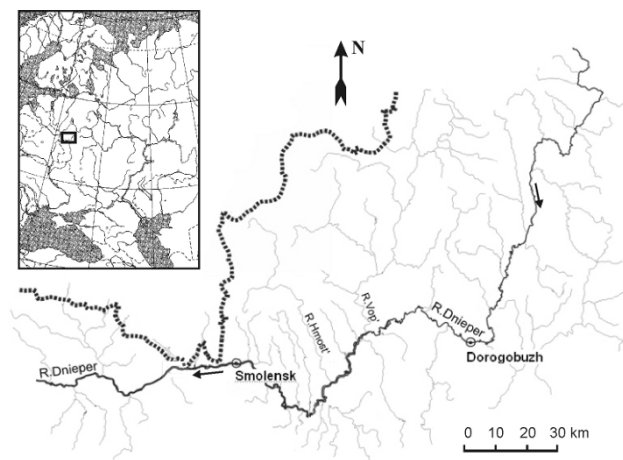 N
R.Hmost'
R.Vop'
R.Dnieper
R.Dnieper
Smolensk
Dorogobuzh
0 10 20 30 km